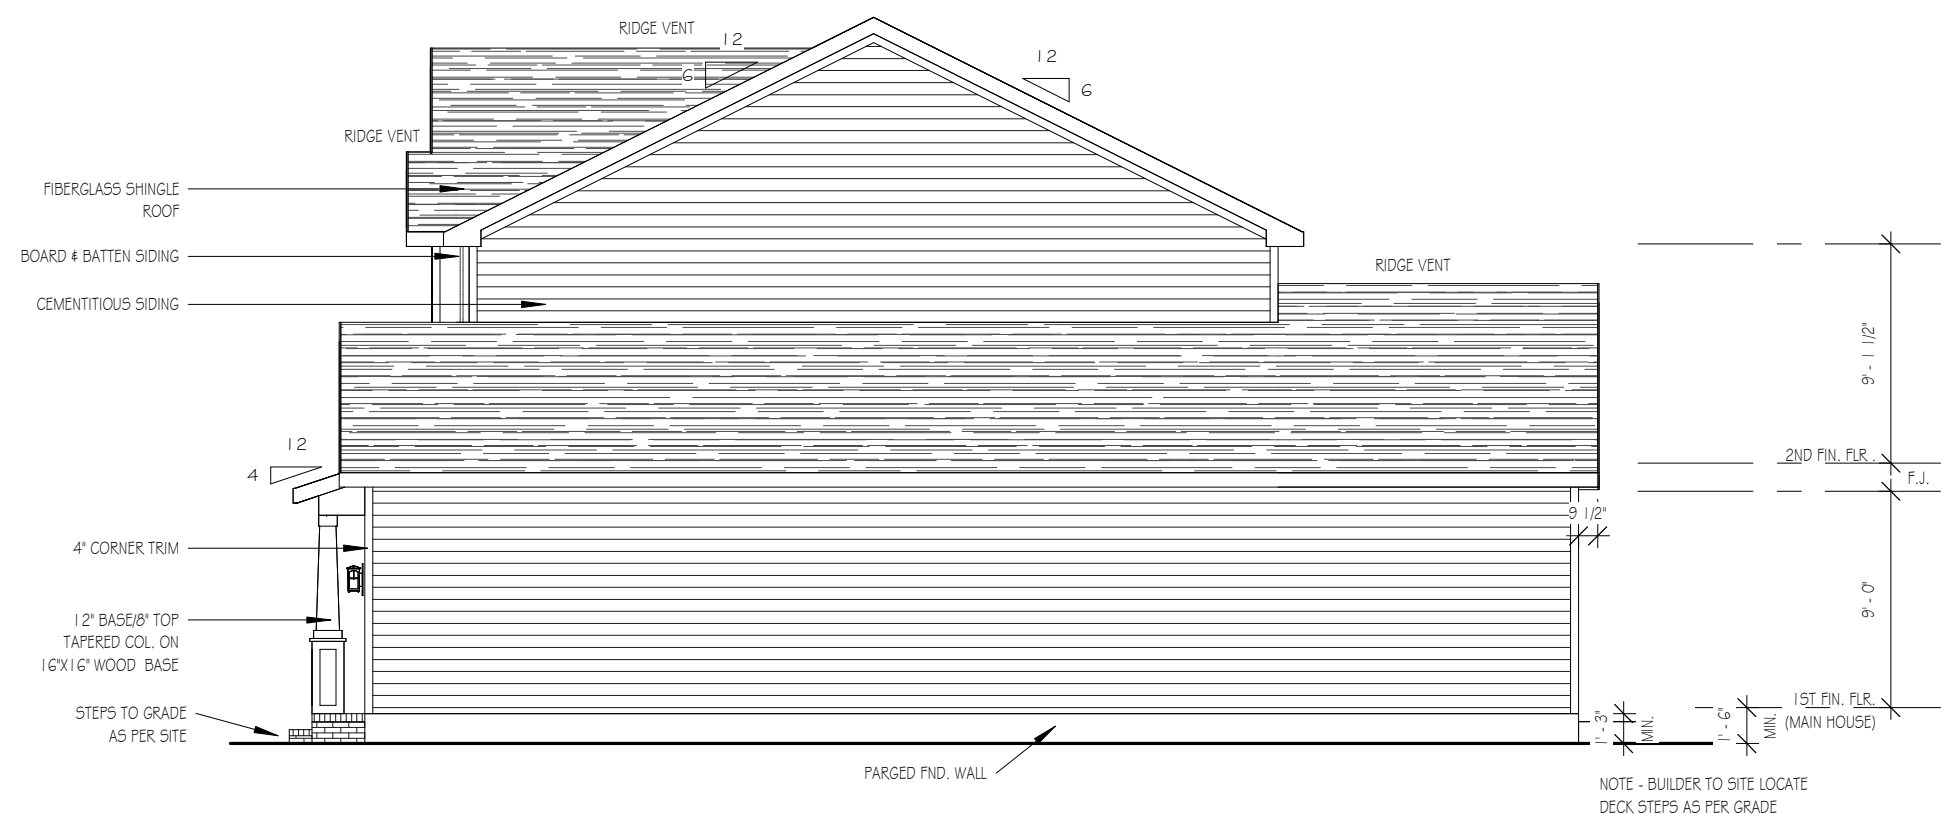 RIDGE VENT
12
6
12
6
RIDGE VENT
FIBERGLASS SHINGLE
ROOF
BOARD & BATTEN SIDING
CEMENTITIOUS SIDING
RIDGE VENT
9' - 1 1/2"
12
4
2ND FIN. FLR .
F.J.
9 1/2"
4" CORNER TRIM
9' - 0"
12" BASE/8" TOP
TAPERED COL. ON
16"X16" WOOD BASE
STEPS TO GRADE
AS PER SITE
1ST FIN. FLR.
(MAIN HOUSE)
1' - 3"
MIN.
1' - 6"
MIN.
PARGED FND. WALL
NOTE - BUILDER TO SITE LOCATE
DECK STEPS AS PER GRADE